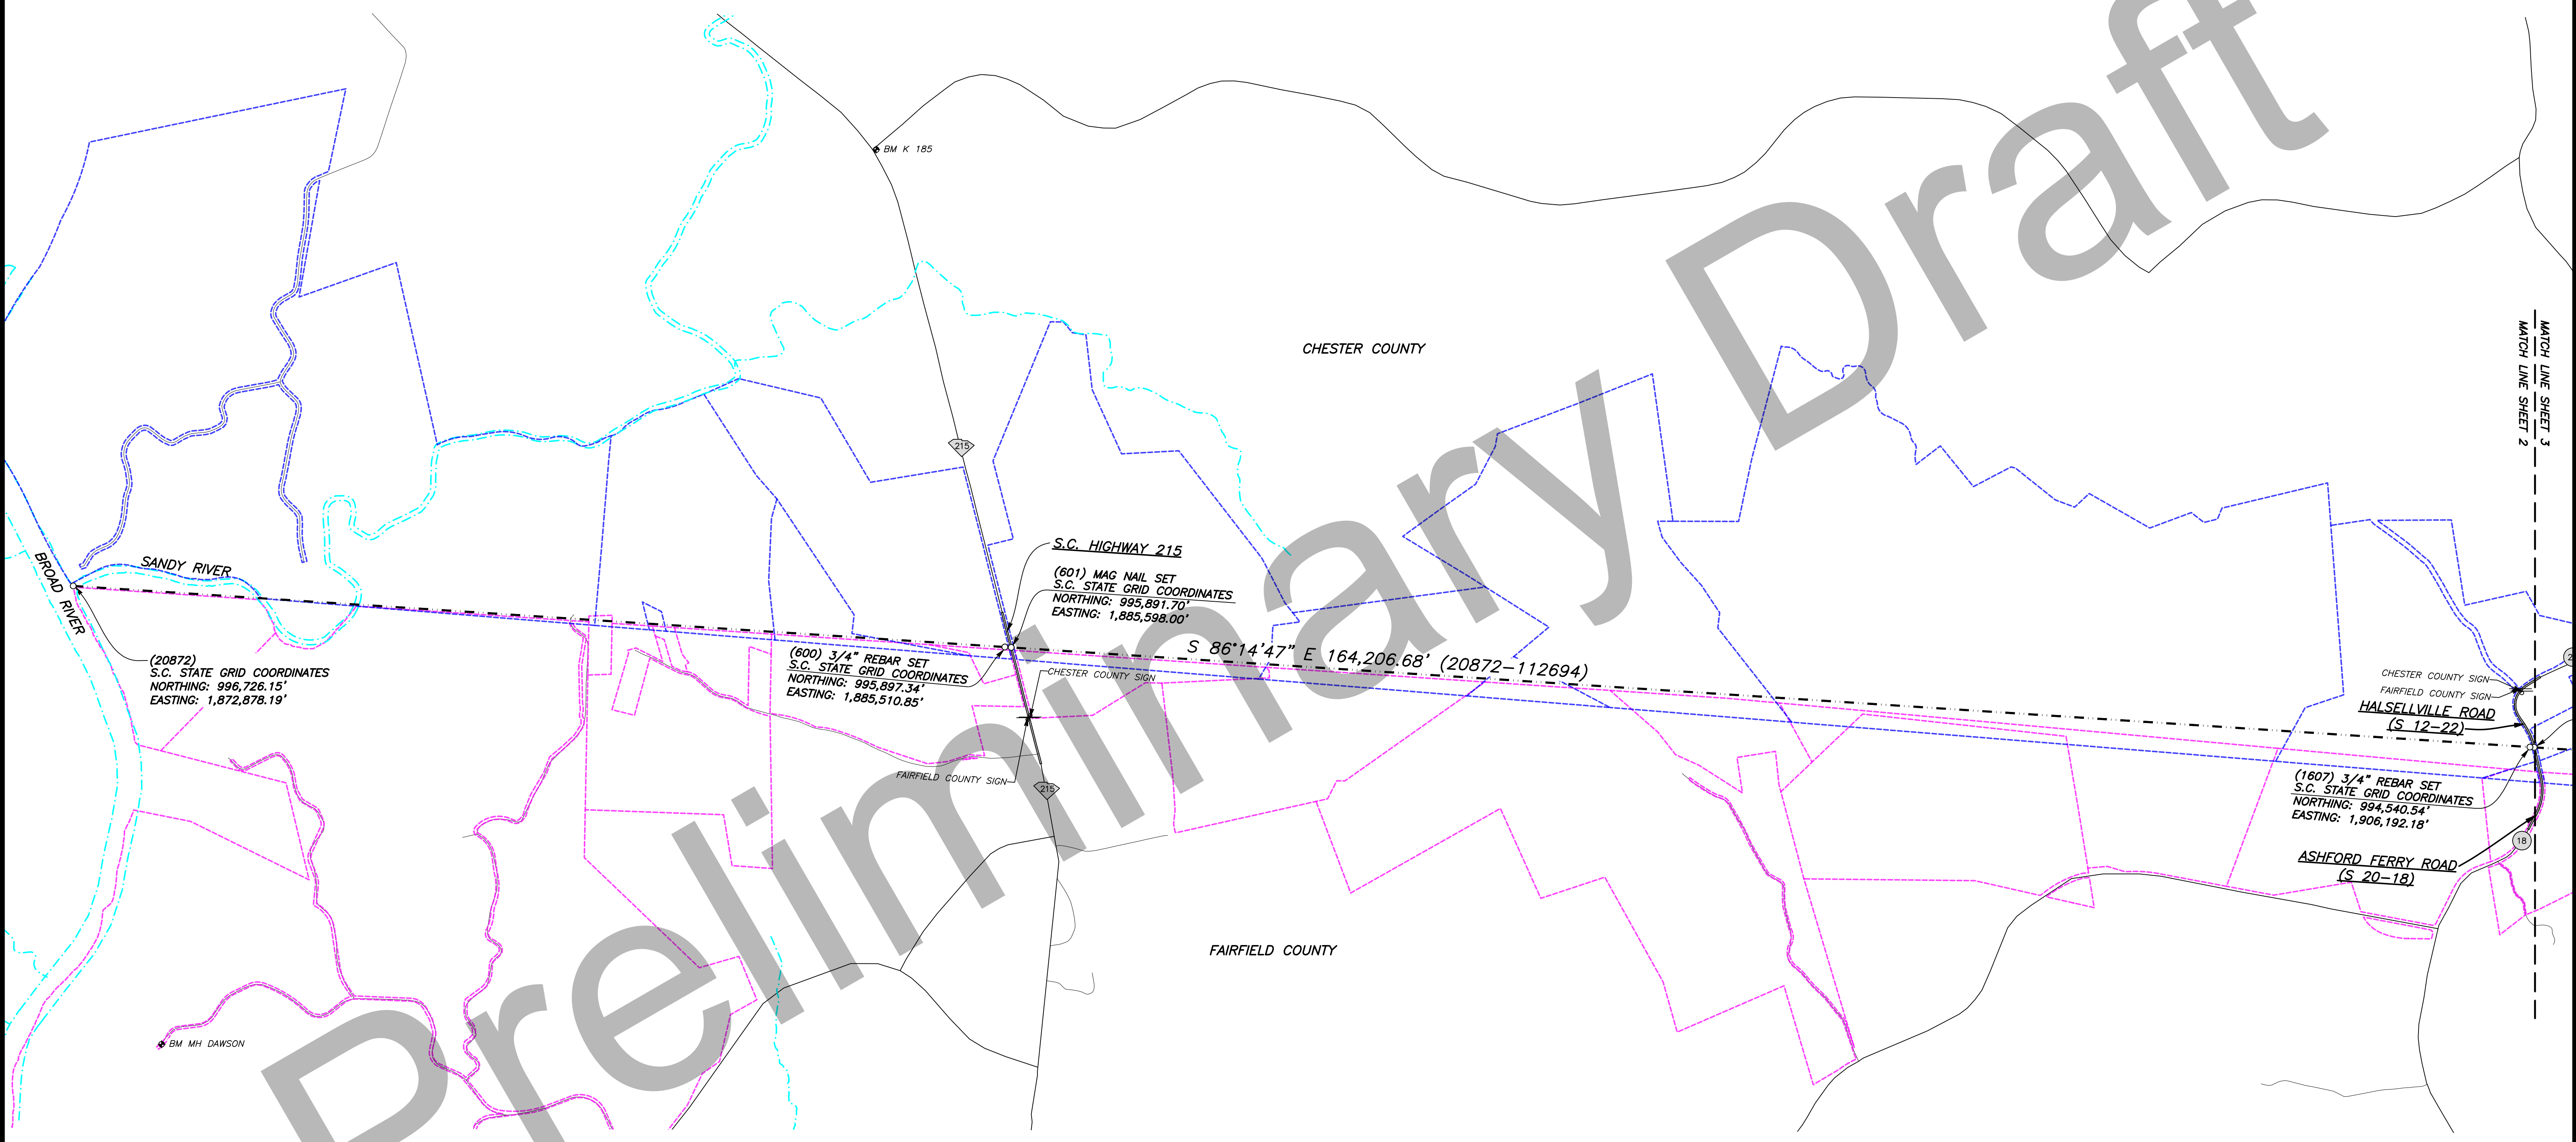 BM K 185
CHESTER COUNTY
MATCH LINE SHEET 3
MATCH LINE SHEET 2
215
S.C. HIGHWAY 215
(601) MAG NAIL SET
S.C. STATE GRID COORDINATES
NORTHING: 995,891.70'
EASTING: 1,885,598.00'
SANDY RIVER
BROAD RIVER
(20872)
S.C. STATE GRID COORDINATES
NORTHING: 996,726.15'
EASTING: 1,872,878.19'
(600) 3/4" REBAR SET
S.C. STATE GRID COORDINATES
NORTHING: 995,897.34'
EASTING: 1,885,510.85'
S 86°14'47" E 164,206.68' (20872-112694)
CHESTER COUNTY SIGN
FAIRFIELD COUNTY SIGN
215
CHESTER COUNTY SIGN
FAIRFIELD COUNTY SIGN
HALSELLVILLE ROAD
(S 12-22)
(1607) 3/4" REBAR SET
S.C. STATE GRID COORDINATES
NORTHING: 994,540.54'
EASTING: 1,906,192.18'
18
ASHFORD FERRY ROAD
(S 20-18)
FAIRFIELD COUNTY
BM MH DAWSON
Preliminary Draft